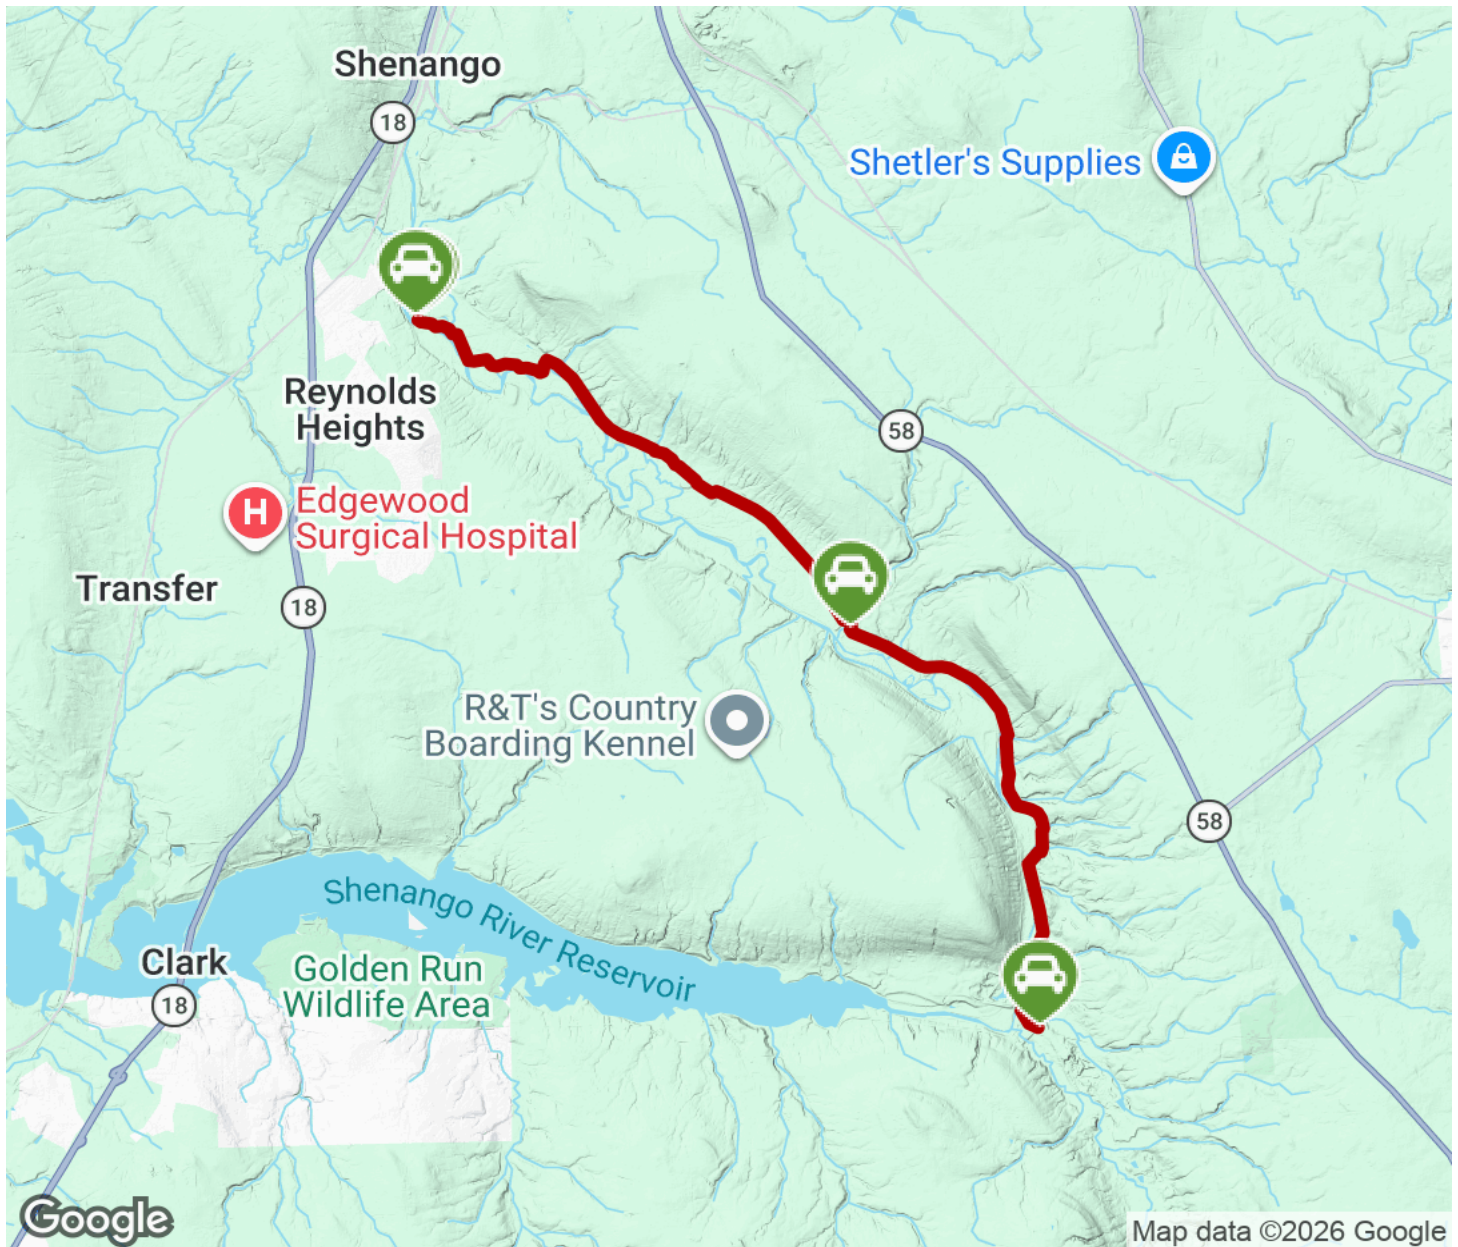 Shenango
18
Shetler's Supplies
Reynolds
Heights
58
H
Edgewood
Surgical Hospital
Transfer
18
R&T's Country
Boarding Kennel
58
Shenango River Reservoir
Clark
Golden Run
Wildlife Area
18
Google
Map data ©2026 Google